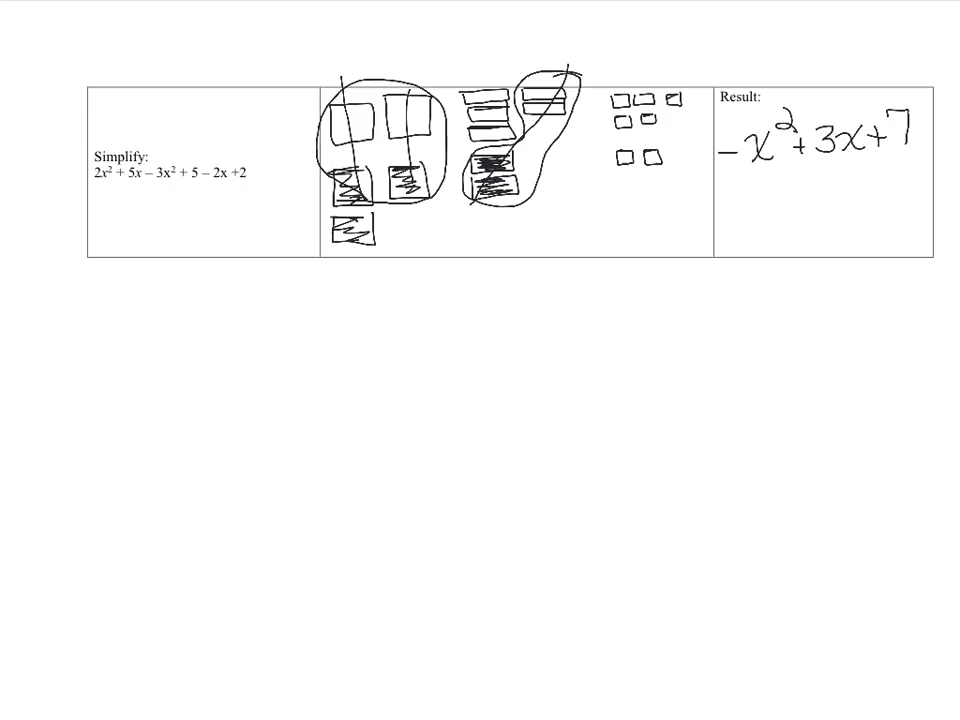 Simplify:
2x² + 5x – 3x² + 5 – 2x +2
Result:
-x² + 3x + 7